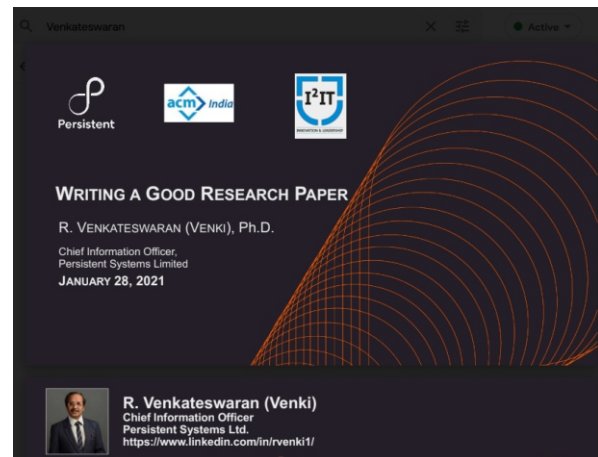 Venkateswaran
Active
Persistent
acm India
I²IT
INNOVATION & LEADERSHIP
WRITING A GOOD RESEARCH PAPER
R. VENKATESWARAN (VENKI), Ph.D.
Chief Information Officer,
Persistent Systems Limited
JANUARY 28, 2021
R. Venkateswaran (Venki)
Chief Information Officer
Persistent Systems Ltd.
https://www.linkedin.com/in/rvenki1/